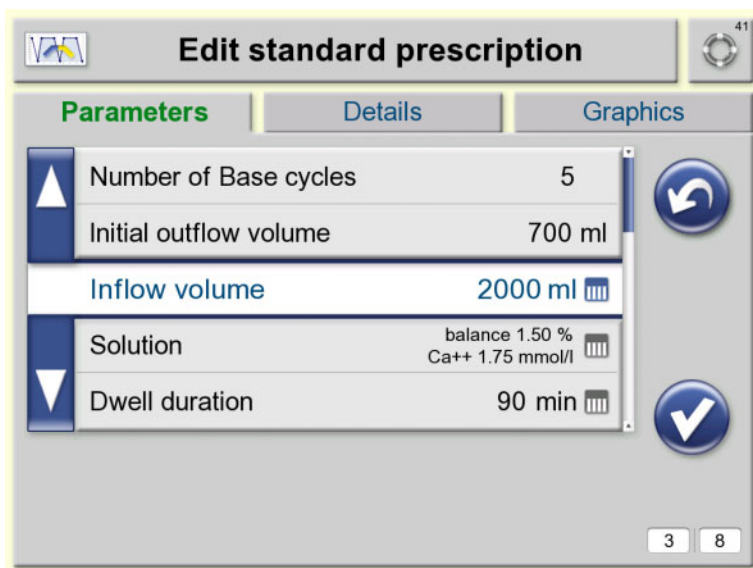 Edit standard prescription
41
Parameters Details Graphics
Number of Base cycles 5
Initial outflow volume 700 ml
Inflow volume 2000 ml
Solution balance 1.50 %
Ca++ 1.75 mmol/l
Dwell duration 90 min
3 8